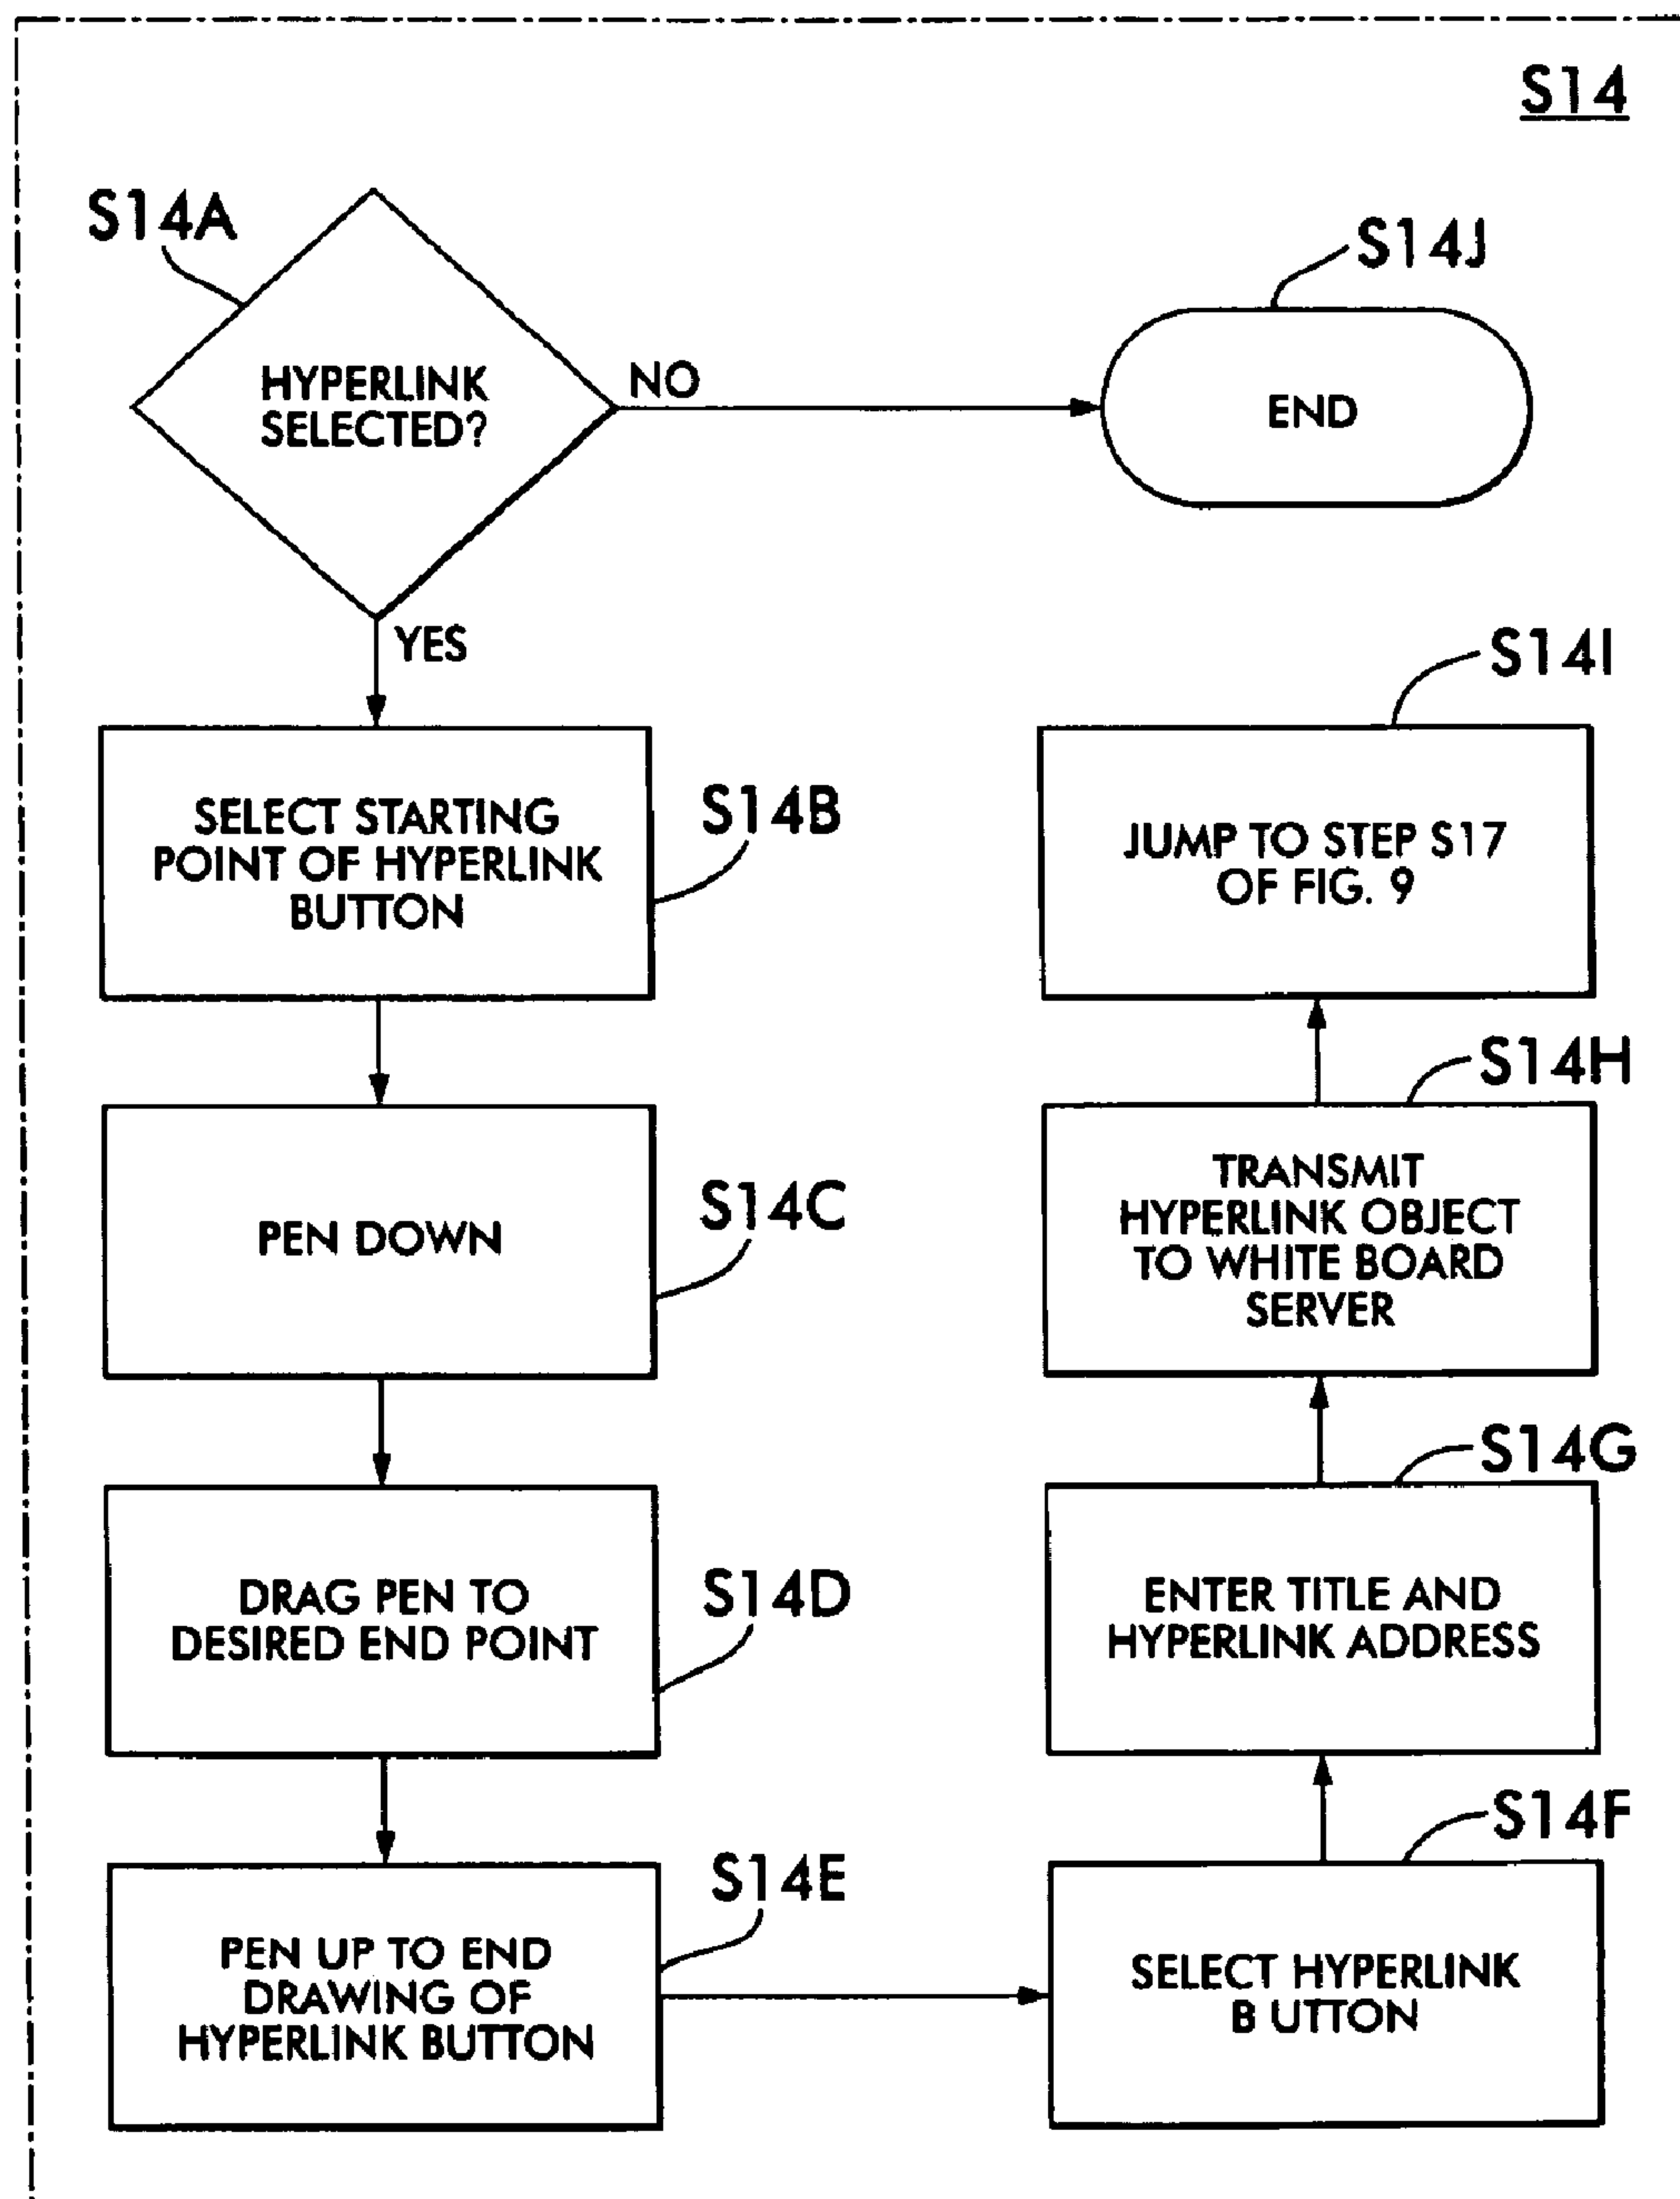 S14
S14A
HYPERLINK
SELECTED?
NO
S14J
END
YES
S14B
SELECT STARTING
POINT OF HYPERLINK
BUTTON
S14C
PEN DOWN
S14D
DRAG PEN TO
DESIRED END POINT
S14E
PEN UP TO END
DRAWING OF
HYPERLINK BUTTON
S14F
SELECT HYPERLINK
B UTTON
S14G
ENTER TITLE AND
HYPERLINK ADDRESS
S14H
TRANSMIT
HYPERLINK OBJECT
TO WHITE BOARD
SERVER
S14I
JUMP TO STEP S17
OF FIG. 9